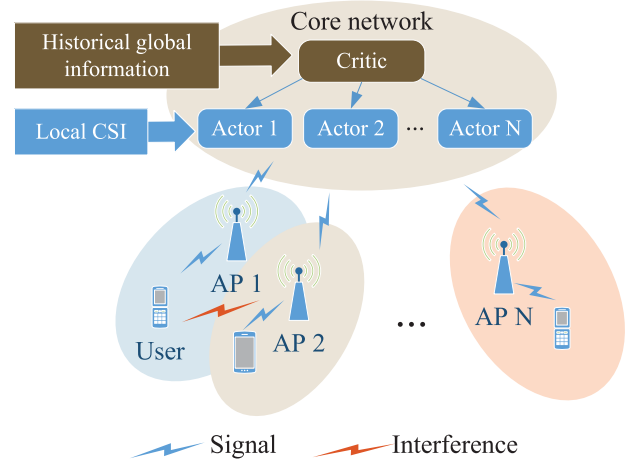 Core network
Historical global
information
Critic
Local CSI
Actor 1
Actor 2
...
Actor N
AP 1
AP 2
AP N
User
...
Signal
Interference